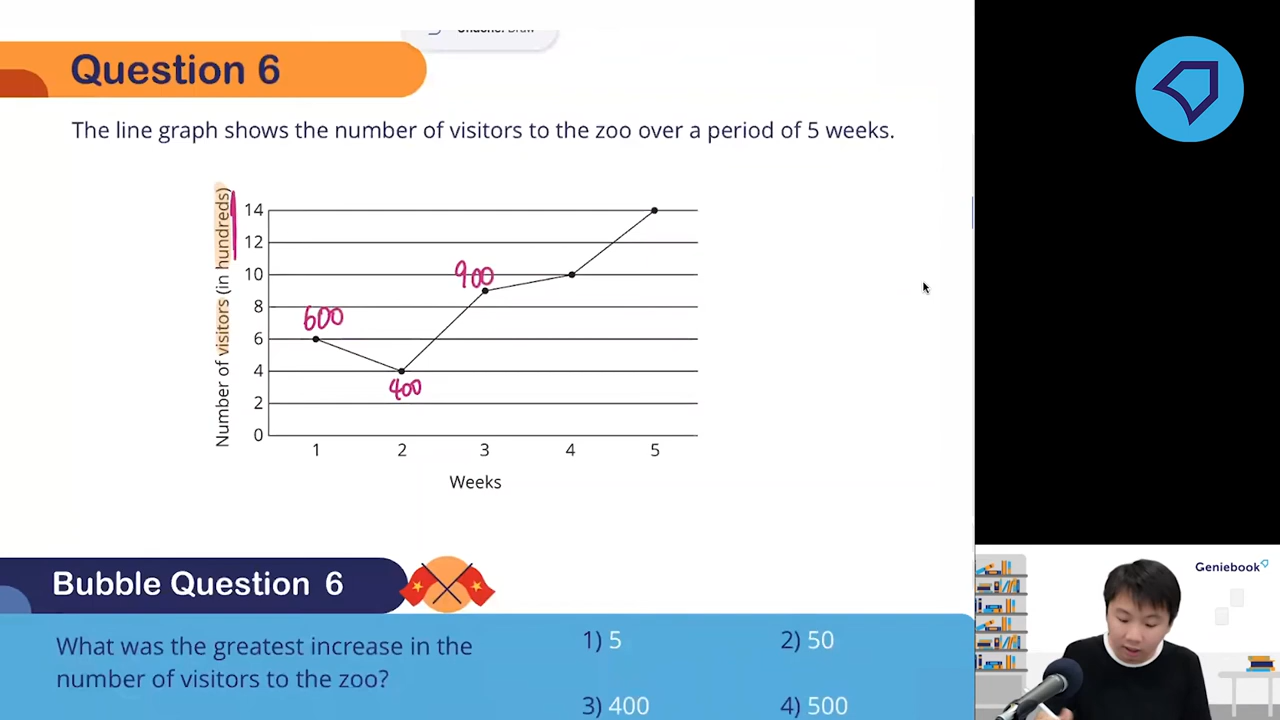 Undone: Draw
Question 6
The line graph shows the number of visitors to the zoo over a period of 5 weeks.
Number of visitors (in hundreds)
14
12
10
8
6
4
2
0
600
400
900
1 2 3 4 5
Weeks
Bubble Question 6
What was the greatest increase in the
number of visitors to the zoo?
1) 5 2) 50
3) 400 4) 500
Geniebook